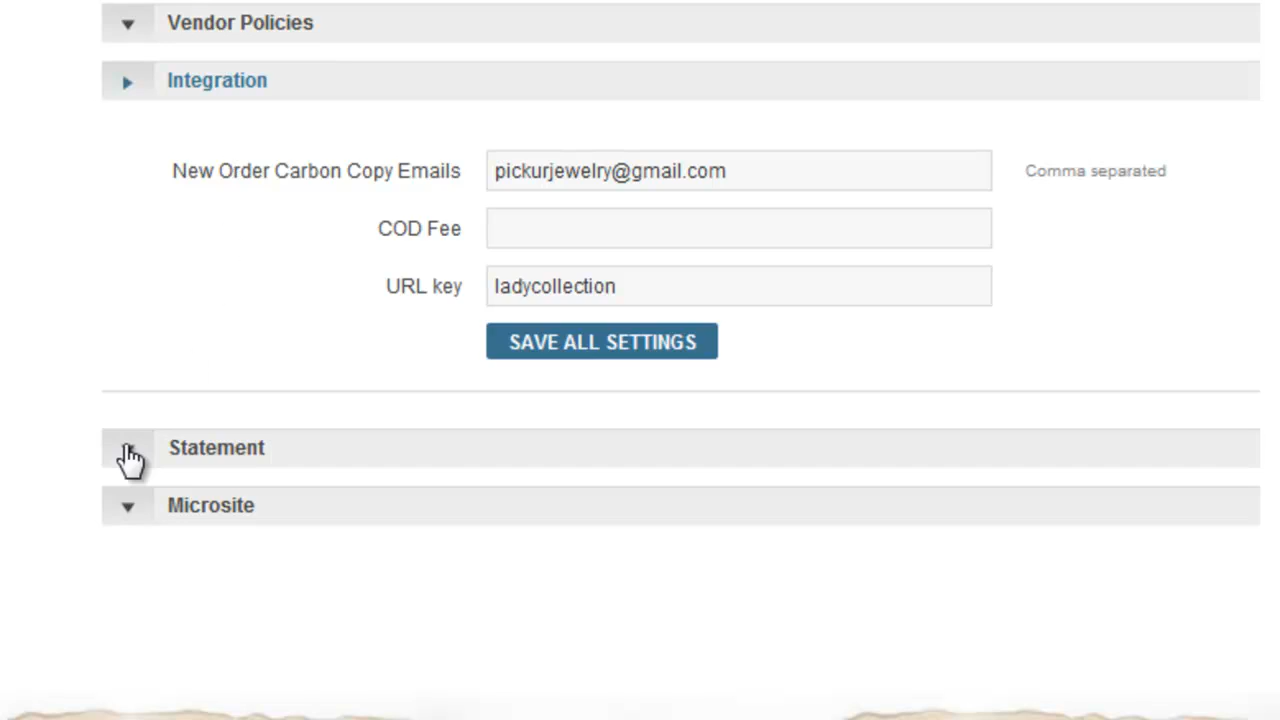 Vendor Policies
Integration
New Order Carbon Copy Emails pickurjewelry@gmail.com Comma separated
COD Fee
URL key ladycollection
SAVE ALL SETTINGS
Statement
Microsite